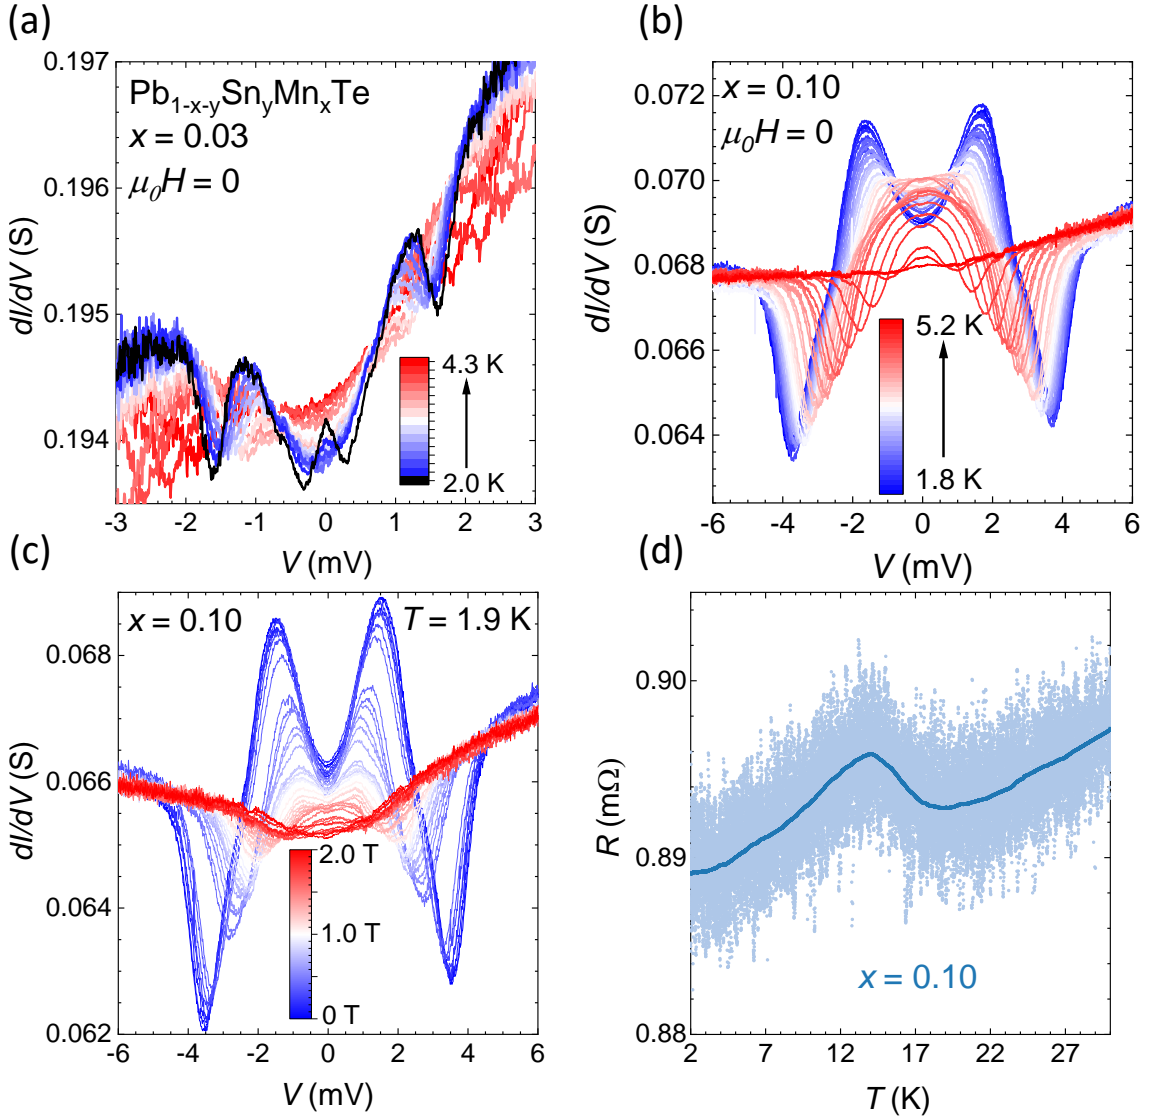 (a)
0.197
0.196
0.195
0.194
dI/dV (S)
Pb1-x-ySnyMnxTe
x = 0.03
μ0H = 0
4.3 K
2.0 K
-3 -2 -1 0 1 2 3
V (mV)
(b)
0.072
0.070
0.068
0.066
0.064
dI/dV (S)
x = 0.10
μ0H = 0
5.2 K
1.8 K
-6 -4 -2 0 2 4 6
V (mV)
(c)
0.068
0.066
0.064
0.062
dI/dV (S)
x = 0.10 T = 1.9 K
2.0 T
1.0 T
0 T
-6 -4 -2 0 2 4 6
V (mV)
(d)
0.90
0.89
0.88
R (mΩ)
x = 0.10
2 7 12 17 22 27
T (K)